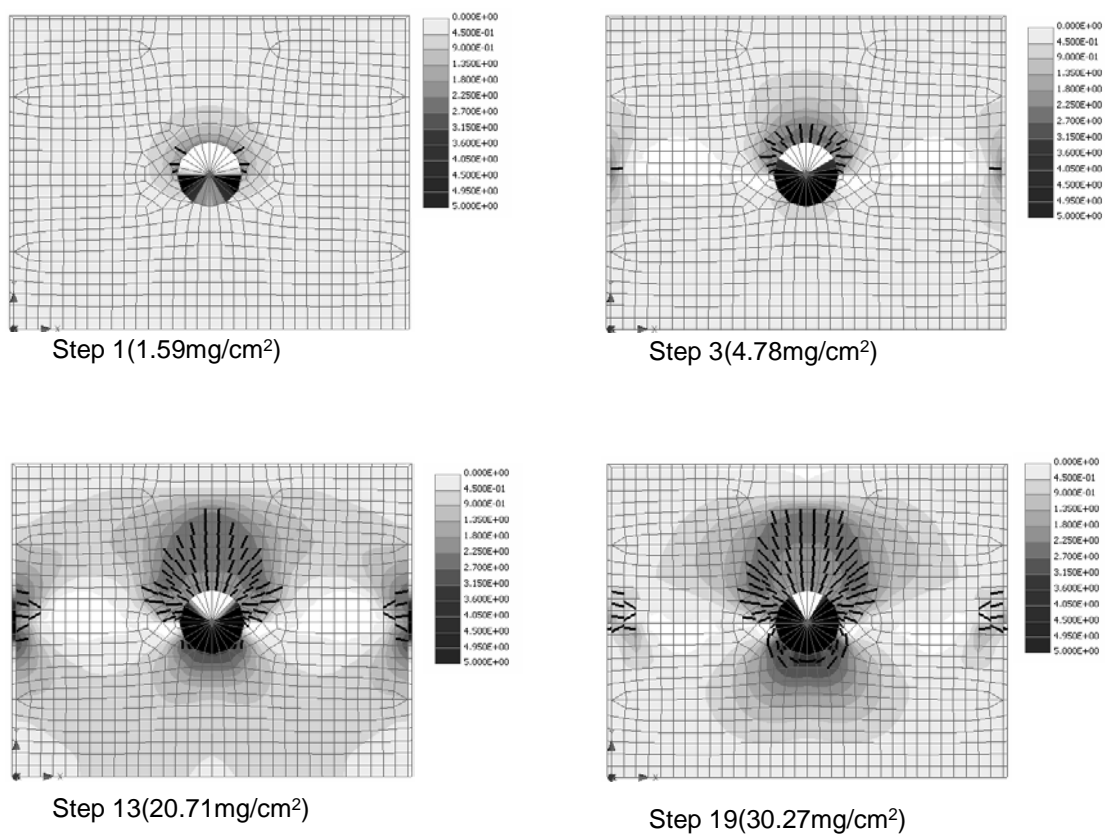 0.000E+00
4.500E-01
9.000E-01
1.350E+00
1.800E+00
2.250E+00
2.700E+00
3.150E+00
3.600E+00
4.050E+00
4.500E+00
4.950E+00
5.000E+00
X
Step 1(1.59mg/cm²)
0.000E+00
4.500E-01
9.000E-01
1.350E+00
1.800E+00
2.250E+00
2.700E+00
3.150E+00
3.600E+00
4.050E+00
4.500E+00
4.950E+00
5.000E+00
X
Step 3(4.78mg/cm²)
0.000E+00
4.500E-01
9.000E-01
1.350E+00
1.800E+00
2.250E+00
2.700E+00
3.150E+00
3.600E+00
4.050E+00
4.500E+00
4.950E+00
5.000E+00
X
Step 13(20.71mg/cm²)
0.000E+00
4.500E-01
9.000E-01
1.350E+00
1.800E+00
2.250E+00
2.700E+00
3.150E+00
3.600E+00
4.050E+00
4.500E+00
4.950E+00
5.000E+00
X
Step 19(30.27mg/cm²)